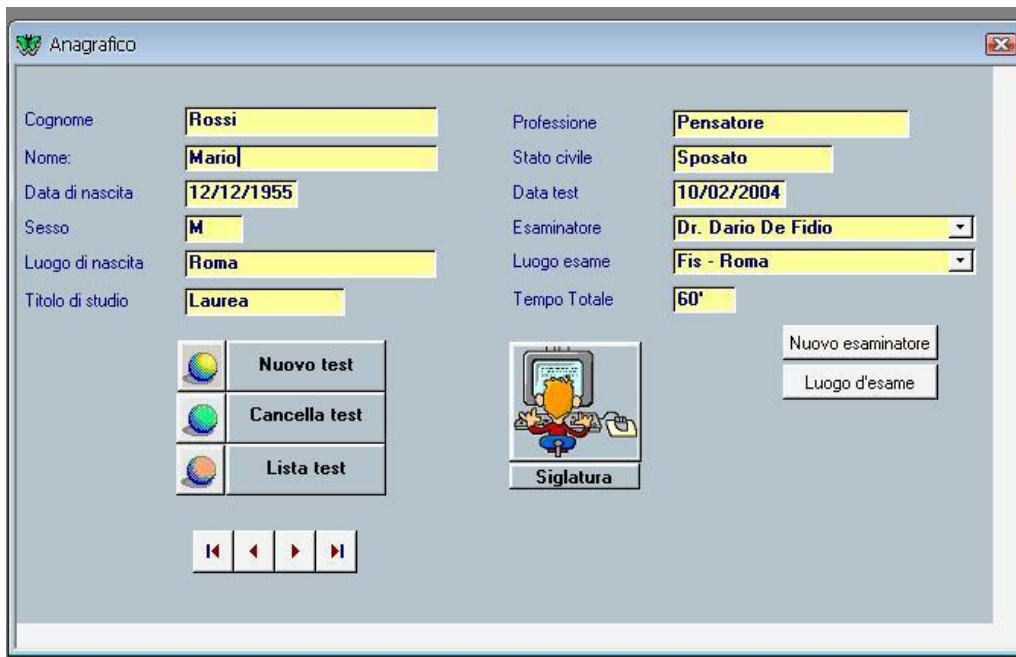 Anagrafico
Cognome Rossi
Nome: Mario
Data di nascita 12/12/1955
Sesso M
Luogo di nascita Roma
Titolo di studio Laurea
Professione Pensatore
Stato civile Sposato
Data test 10/02/2004
Esaminatore Dr. Dario De Fidio
Luogo esame Fis - Roma
Tempo Totale 60'
Nuovo test
Cancella test
Lista test
Siglatura
Nuovo esaminatore
Luogo d'esame